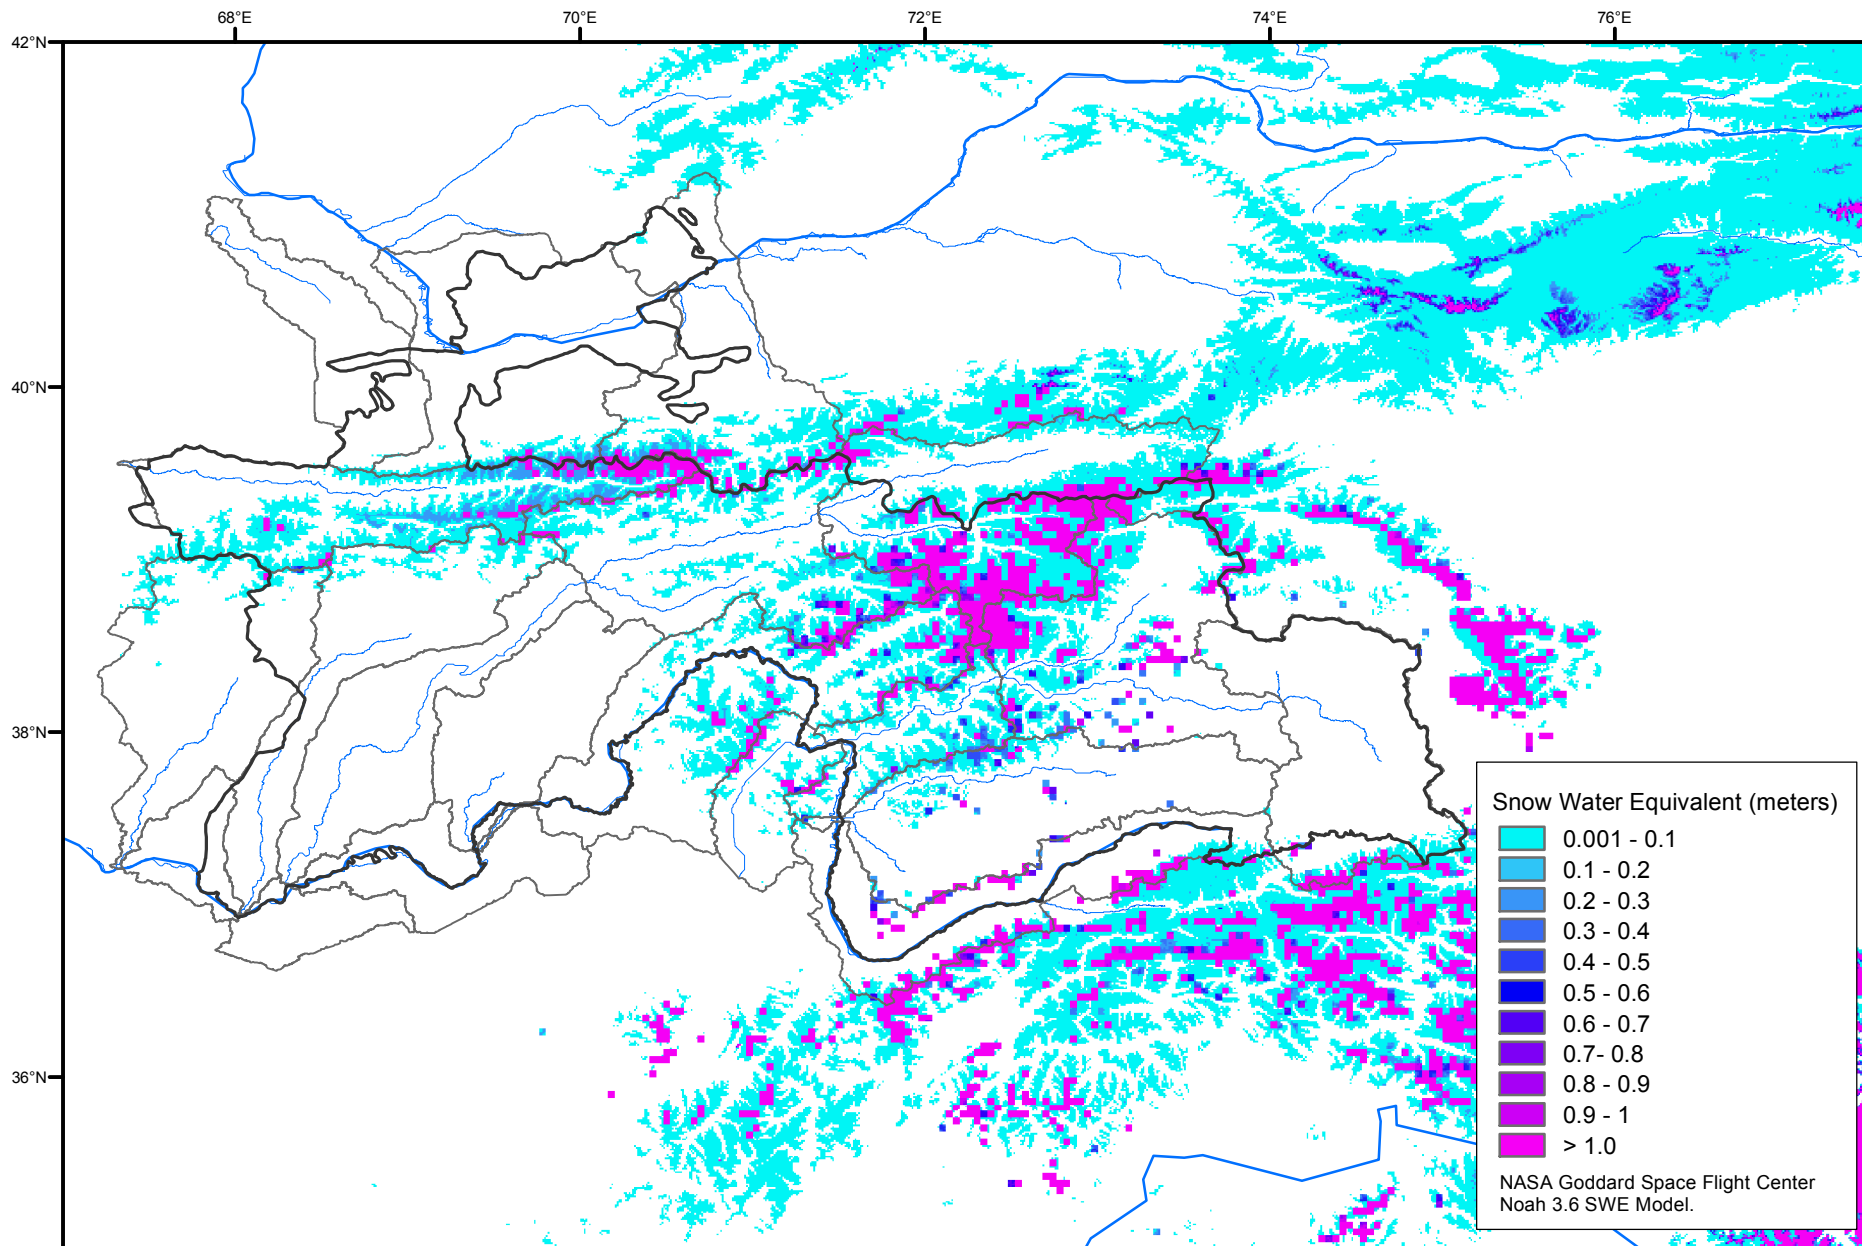 68°E 70°E 72°E 74°E 76°E
42°N
40°N
38°N
36°N
Snow Water Equivalent (meters)
0.001 - 0.1
0.1 - 0.2
0.2 - 0.3
0.3 - 0.4
0.4 - 0.5
0.5 - 0.6
0.6 - 0.7
0.7- 0.8
0.8 - 0.9
0.9 - 1
> 1.0
NASA Goddard Space Flight Center
Noah 3.6 SWE Model.